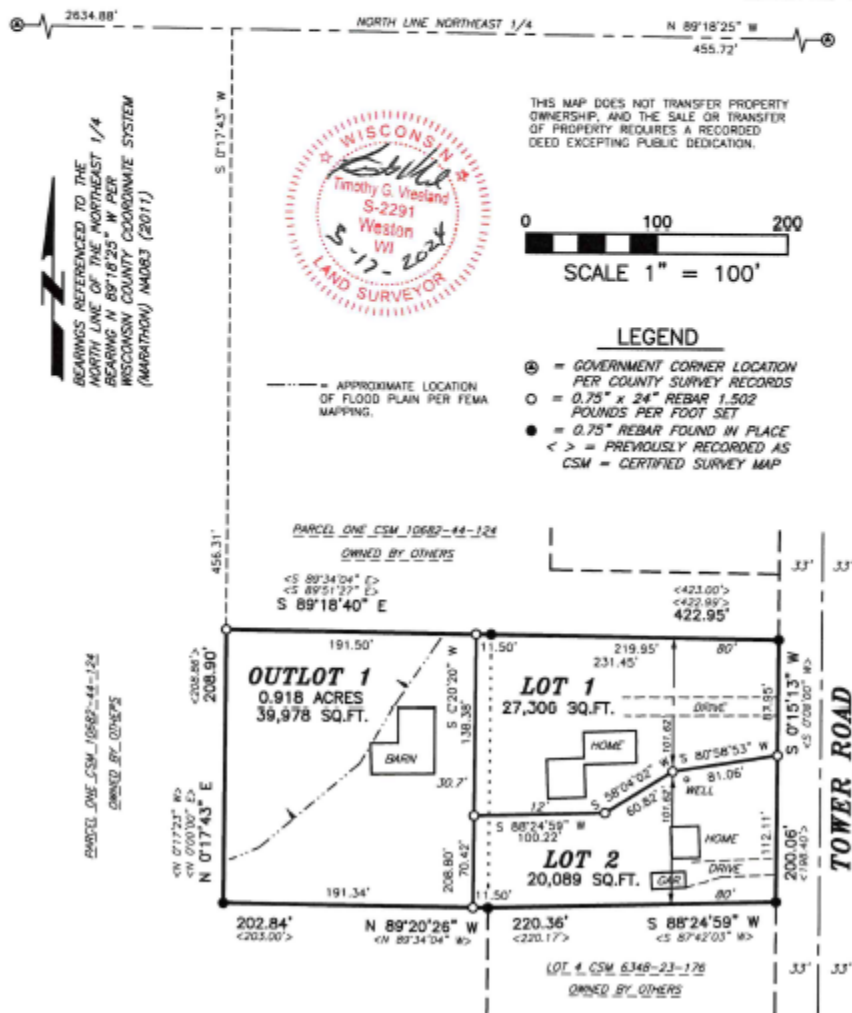 2634.88'
NORTH LINE NORTHEAST 1/4
N 89°18'25" W
455.72'
S 0°17'43" W
456.31'
BEARINGS REFERENCED TO THE
NORTH LINE OF THE NORTHEAST 1/4
BEARING N 89°18'25" W PER
WISCONSIN COUNTY COORDINATE SYSTEM
(MARATHON) NAD83 (2011)
WISCONSIN
Timothy G. Vreeland
S-2291
Weston
WI
5-17-2024
LAND SURVEYOR
THIS MAP DOES NOT TRANSFER PROPERTY
OWNERSHIP, AND THE SALE OR TRANSFER
OF PROPERTY REQUIRES A RECORDED
DEED EXCEPTING PUBLIC DEDICATION.
0 100 200
SCALE 1" = 100'
LEGEND
= GOVERNMENT CORNER LOCATION
PER COUNTY SURVEY RECORDS
= 0.75" x 24" REBAR 1.502
POUNDS PER FOOT SET
= 0.75" REBAR FOUND IN PLACE
< > = PREVIOUSLY RECORDED AS
CSM = CERTIFIED SURVEY MAP
= APPROXIMATE LOCATION
OF FLOOD PLAIN PER FEMA
MAPPING.
PARCEL ONE CSM 10682-44-124
OWNED BY OTHERS
<S 89°34'04" E>
<S 89°51'27" E>
S 89°18'40" E
<423.00'>
<422.99'>
422.95'
33' 33'
191.50'
11.50'
219.95'
231.45'
80'
OUTLOT 1
0.918 ACRES
39,978 SQ.FT.
BARN
<208.86'>
208.90'
<N 0°17'23" W>
<N 0°00'00" E>
N 0°17'43" E
PARCEL ONE CSM 10682-44-124
OWNED BY OTHERS
S 0°20'20" W
138.38'
30.7'
208.80'
70.42'
LOT 1
27,306 SQ.FT.
DRIVE
HOME
101.62'
S 80°58'53" W
81.06'
WELL
S 58°04'02" W
60.82'
101.62'
12'
S 88°24'59" W
100.22'
LOT 2
20,089 SQ.FT.
HOME
DRIVE
GAR
87.95'
112.11'
S 0°15'13" W
<S 0°08'00" W>
200.06'
<198.40'>
TOWER ROAD
191.34'
11.50'
80'
202.84'
<203.00'>
N 89°20'26" W
<N 89°34'04" W>
220.36'
<220.17'>
S 88°24'59" W
<S 87°42'03" W>
LOT 4 CSM 6348-23-176
OWNED BY OTHERS
33' 33'